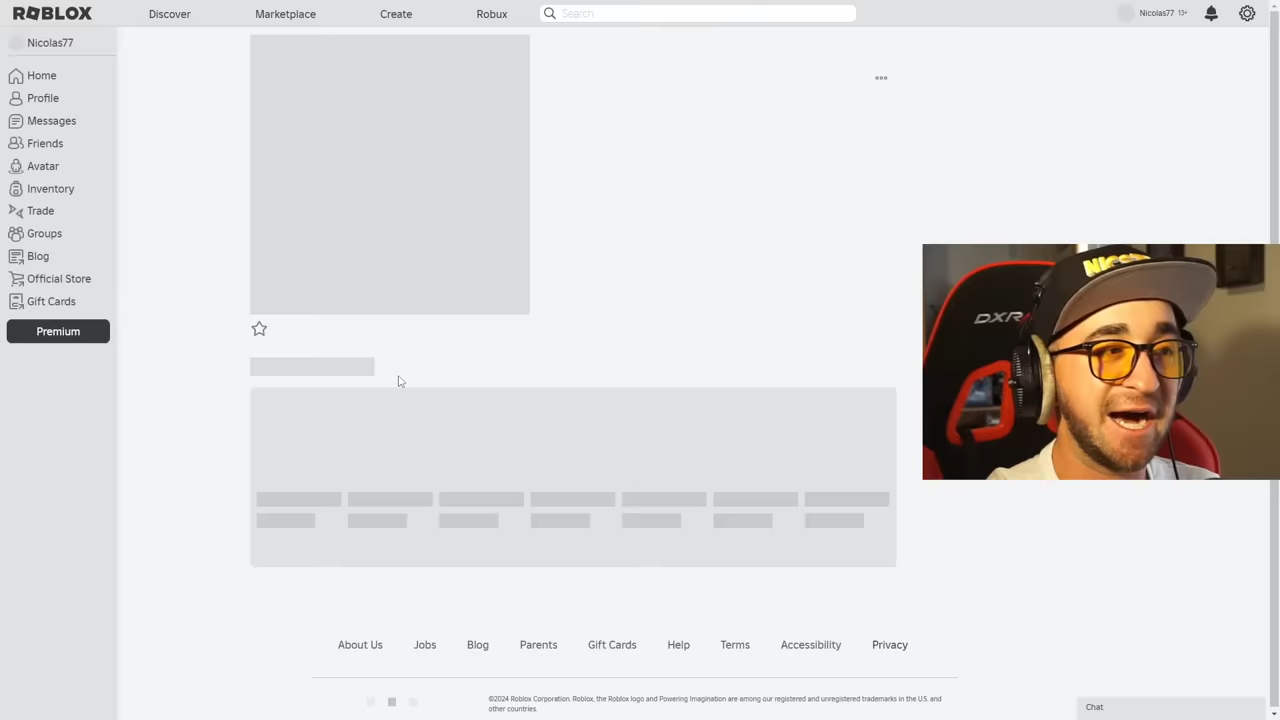 ROBLOX
Discover
Marketplace
Create
Robux
Search
Nicolas77 13+
Nicolas77
Home
Profile
Messages
Friends
Avatar
Inventory
Trade
Groups
Blog
Official Store
Gift Cards
Premium
DXR
About Us
Jobs
Blog
Parents
Gift Cards
Help
Terms
Accessibility
Privacy
©2024 Roblox Corporation. Roblox, the Roblox logo and Powering Imagination are among our registered and unregistered trademarks in the U.S. and
other countries.
Chat